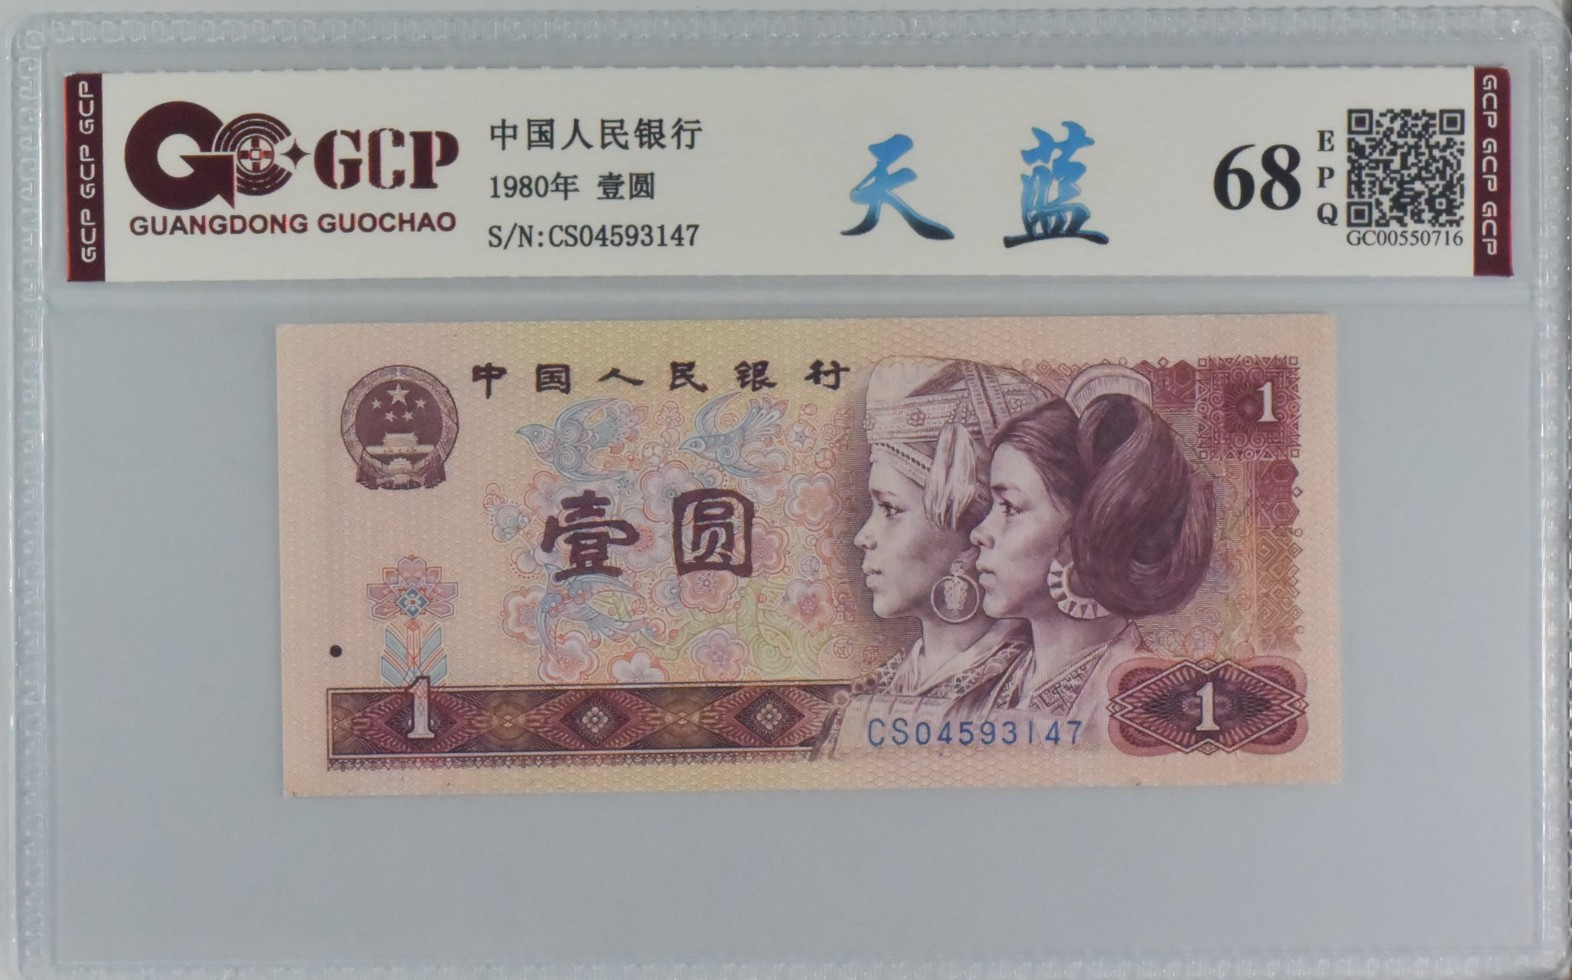 GCP GCP GCP
GCP
GUANGDONG GUOCHAO
中国人民银行
1980年 壹圆
S/N:CS04593147
天蓝
68
EPQ
GC00550716
GCP GCP GCP
中国人民银行
1
壹圆
1
CS04593147
1